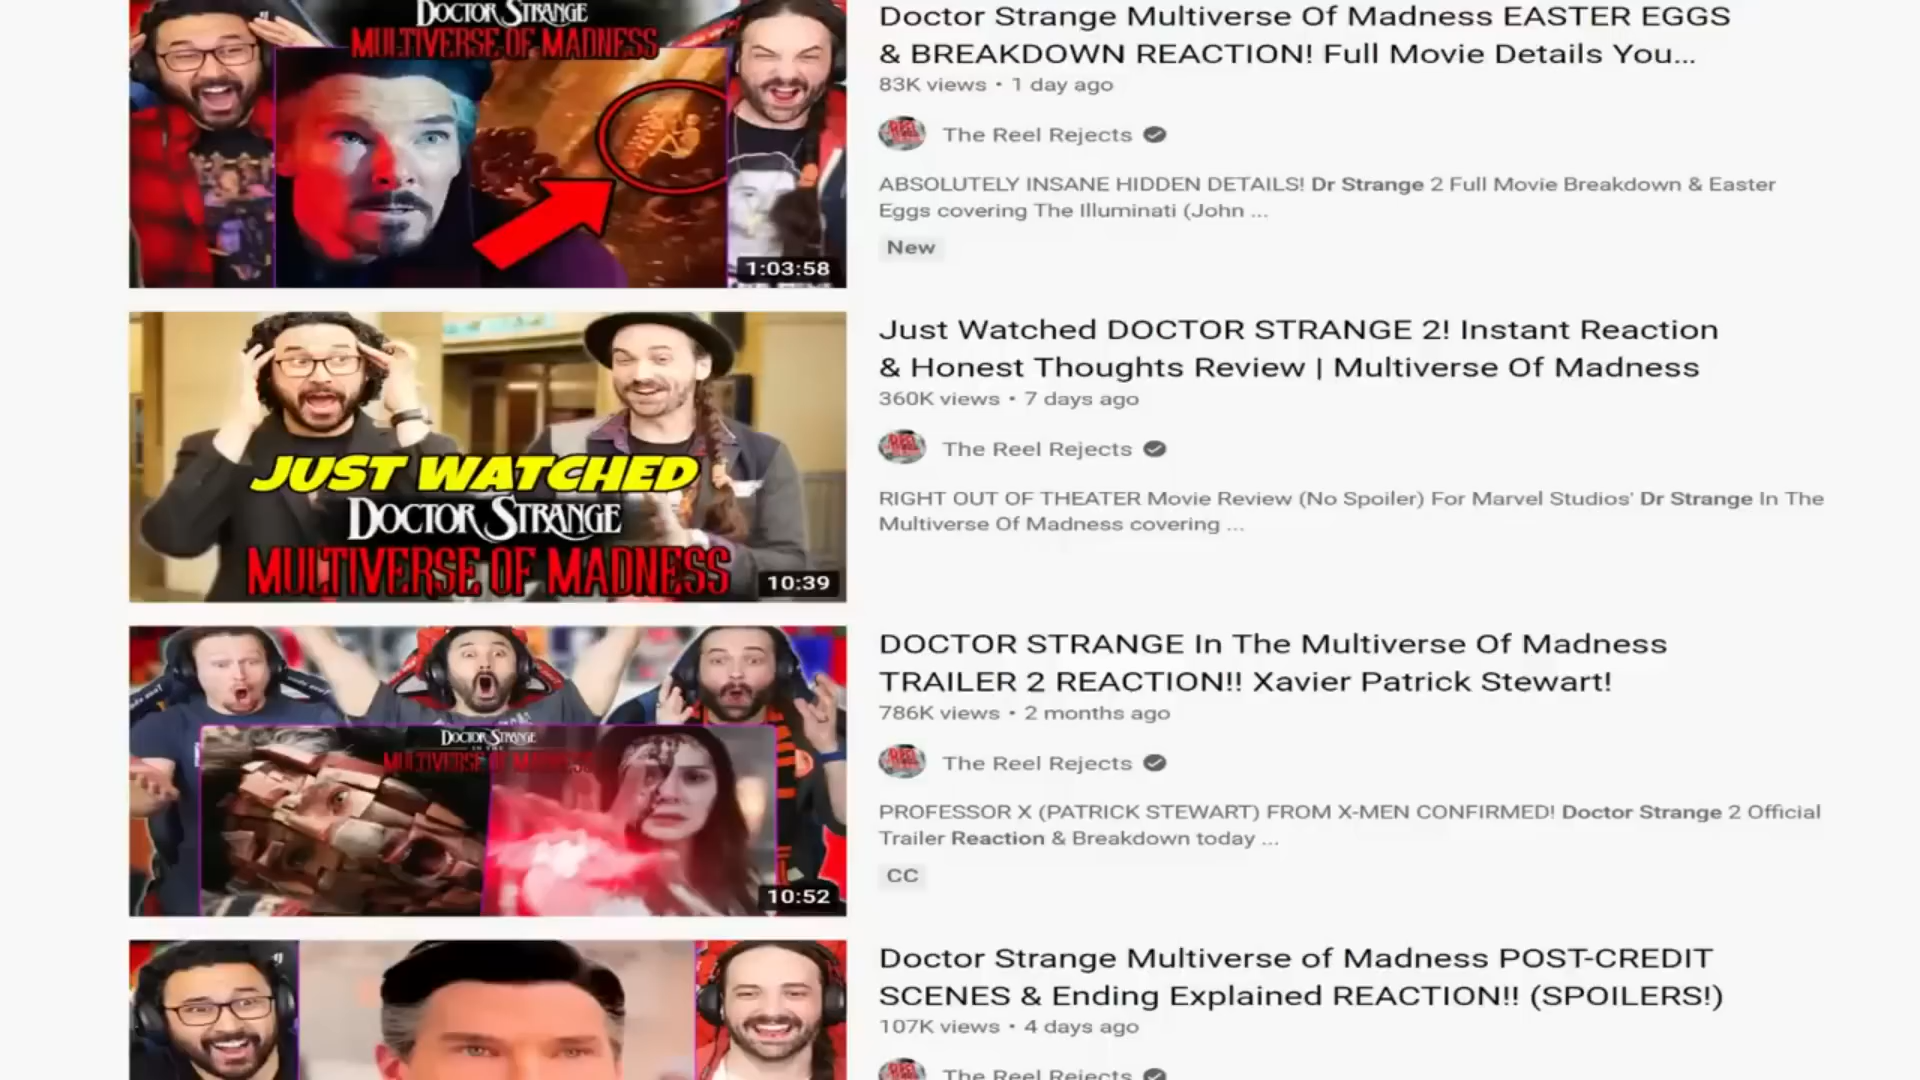 DOCTOR STRANGE
MULTIVERSE OF MADNESS
1:03:58
Doctor Strange Multiverse Of Madness EASTER EGGS
& BREAKDOWN REACTION! Full Movie Details You...
83K views • 1 day ago
The Reel Rejects
ABSOLUTELY INSANE HIDDEN DETAILS! Dr Strange 2 Full Movie Breakdown & Easter
Eggs covering The Illuminati (John ...
New
JUST WATCHED
DOCTOR STRANGE
MULTIVERSE OF MADNESS
10:39
Just Watched DOCTOR STRANGE 2! Instant Reaction
& Honest Thoughts Review | Multiverse Of Madness
360K views • 7 days ago
The Reel Rejects
RIGHT OUT OF THEATER Movie Review (No Spoiler) For Marvel Studios' Dr Strange In The
Multiverse Of Madness covering ...
DOCTOR STRANGE
IN THE
MULTIVERSE OF MADNESS
10:52
DOCTOR STRANGE In The Multiverse Of Madness
TRAILER 2 REACTION!! Xavier Patrick Stewart!
786K views • 2 months ago
The Reel Rejects
PROFESSOR X (PATRICK STEWART) FROM X-MEN CONFIRMED! Doctor Strange 2 Official
Trailer Reaction & Breakdown today ...
CC
Doctor Strange Multiverse of Madness POST-CREDIT
SCENES & Ending Explained REACTION!! (SPOILERS!)
107K views • 4 days ago
The Reel Rejects